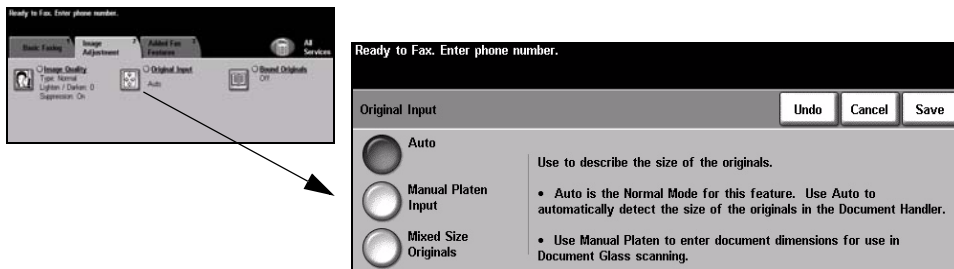 Ready to Fax. Enter phone number.
Basic Faxing 1
Image Adjustment 2
Added Fax Features 3
All Services
Image Quality
Type: Normal
Lighten / Darken: 0
Suppression: On
Original Input
Auto
Bound Originals
Off
Ready to Fax. Enter phone number.
Original Input
Undo
Cancel
Save
Auto
Manual Platen
Input
Mixed Size
Originals
Use to describe the size of the originals.
• Auto is the Normal Mode for this feature. Use Auto to
automatically detect the size of the originals in the Document Handler.
• Use Manual Platen to enter document dimensions for use in
Document Glass scanning.